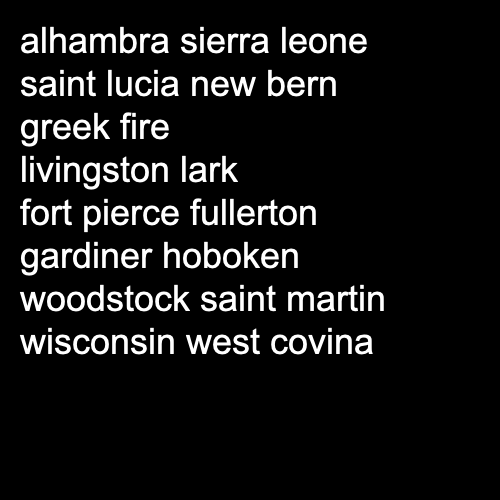 alhambra sierra leone
saint lucia new bern
greek fire
livingston lark
fort pierce fullerton
gardiner hoboken
woodstock saint martin
wisconsin west covina